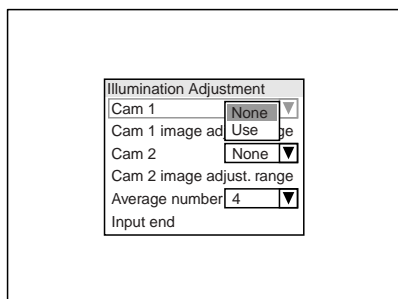 Illumination Adjustment
Cam 1 None
Cam 1 image ad Use ge
Cam 2 None
Cam 2 image adjust. range
Average number 4
Input end